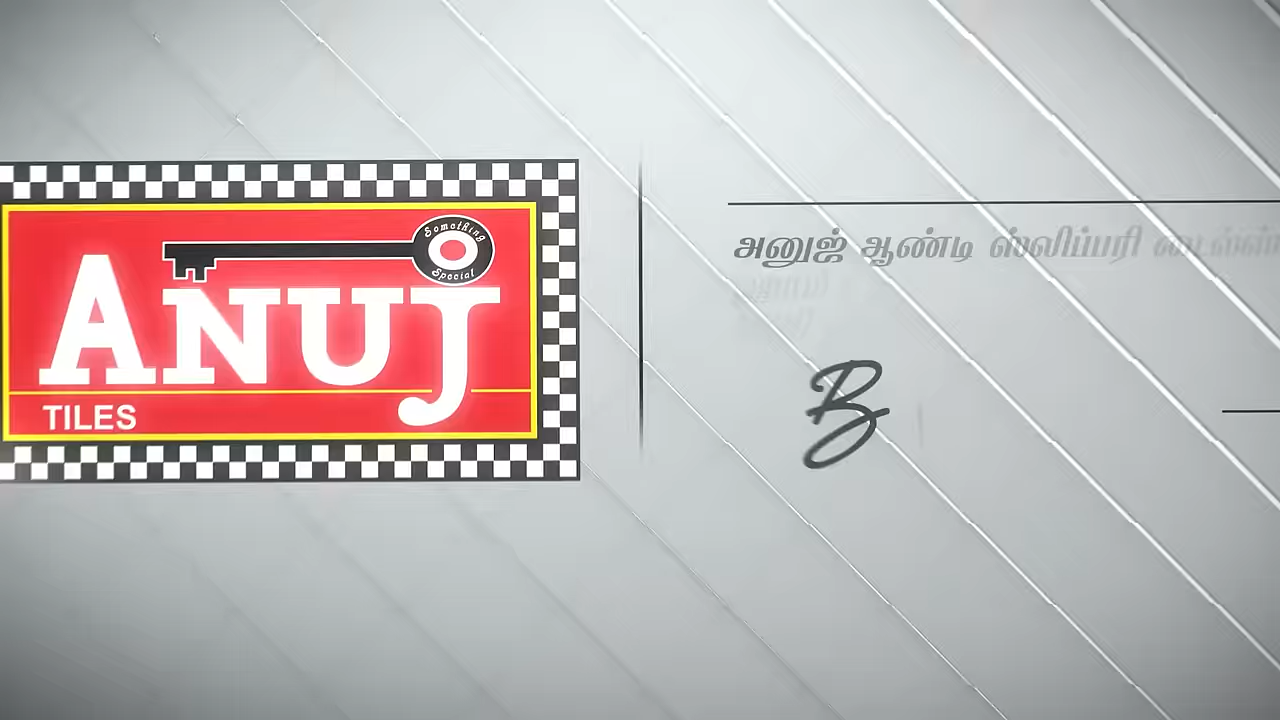 Something
Special
ANUJ
TILES
அனுஜ் ஆண்டி ஸ்லிப்பரி
B